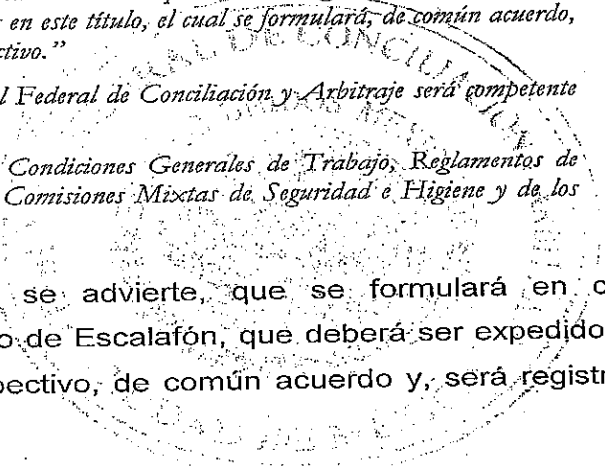 en este título, el cual se formulará, de común acuerdo,
ctivo.”
l Federal de Conciliación y Arbitraje será competente
Condiciones Generales de Trabajo, Reglamentos de
Comisiones Mixtas de Seguridad e Higiene y de los
se advierte, que se formulará en c
o de Escalafón, que deberá ser expedido
pectivo, de común acuerdo y, será registr